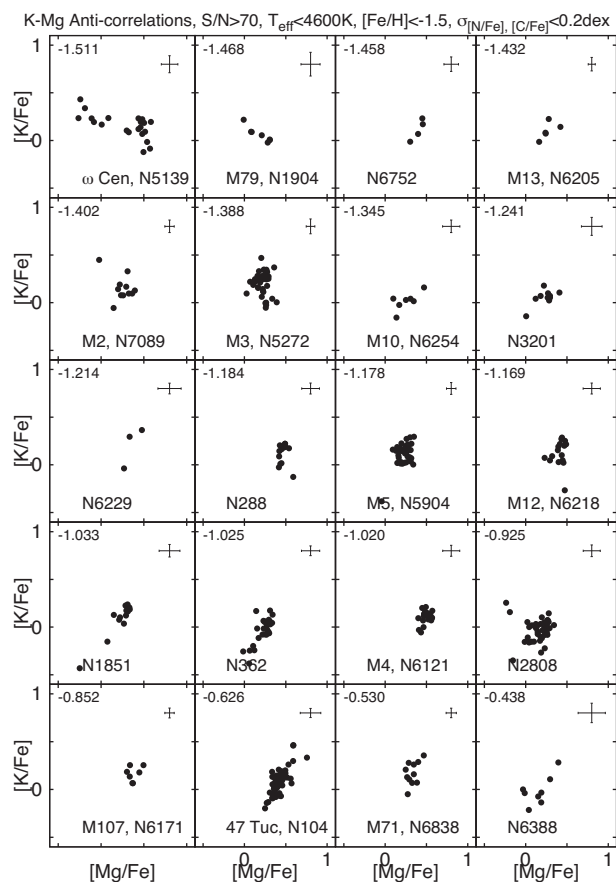 K-Mg Anti-correlations, S/N>70, Teff<4600K, [Fe/H]<-1.5, σ[N/Fe], [C/Fe]<0.2dex
1
-1.511 -1.468 -1.458 -1.432
[K/Fe]
0
ω Cen, N5139 M79, N1904 N6752 M13, N6205
1
-1.402 -1.388 -1.345 -1.241
[K/Fe]
0
M2, N7089 M3, N5272 M10, N6254 N3201
1
-1.214 -1.184 -1.178 -1.169
[K/Fe]
0
N6229 N288 M5, N5904 M12, N6218
1
-1.033 -1.025 -1.020 -0.925
[K/Fe]
0
N1851 N362 M4, N6121 N2808
1
-0.852 -0.626 -0.530 -0.438
[K/Fe]
0
M107, N6171 47 Tuc, N104 M71, N6838 N6388
0 1 0 1
[Mg/Fe] [Mg/Fe] [Mg/Fe] [Mg/Fe]